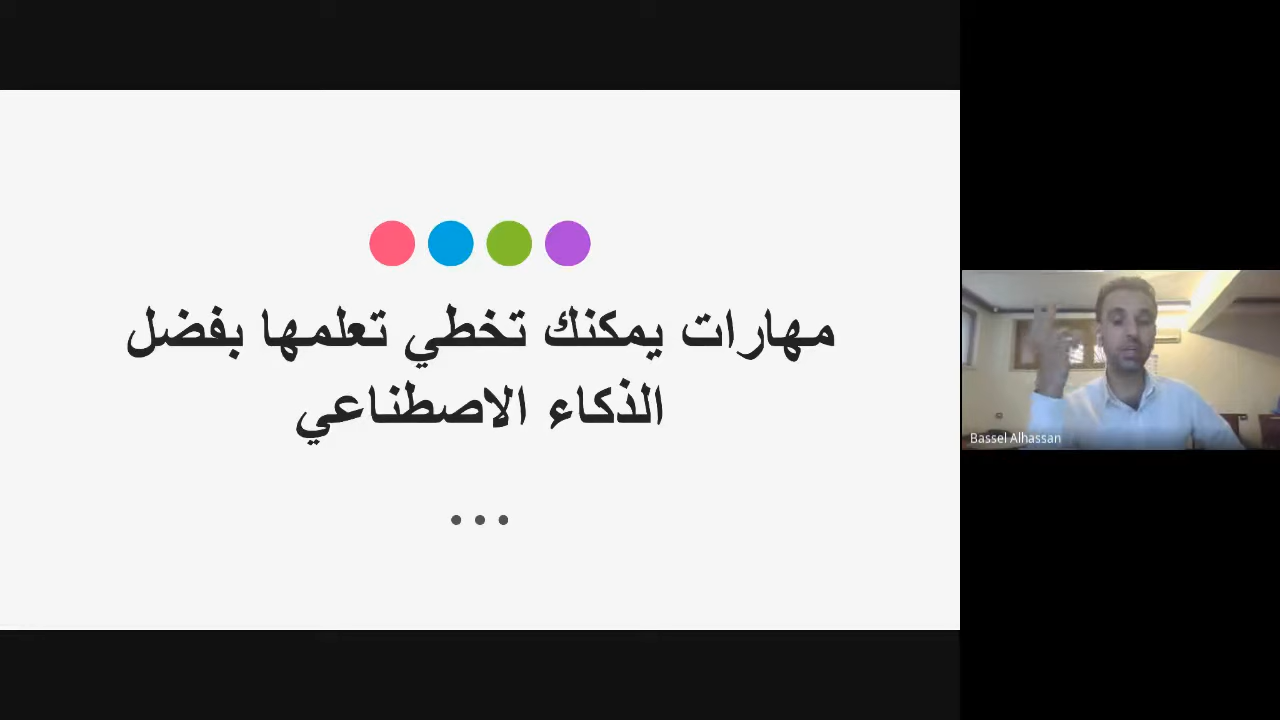 مهارات يمكنك تخطي تعلمها بفضل
الذكاء الاصطناعي
Bassel Alhassan